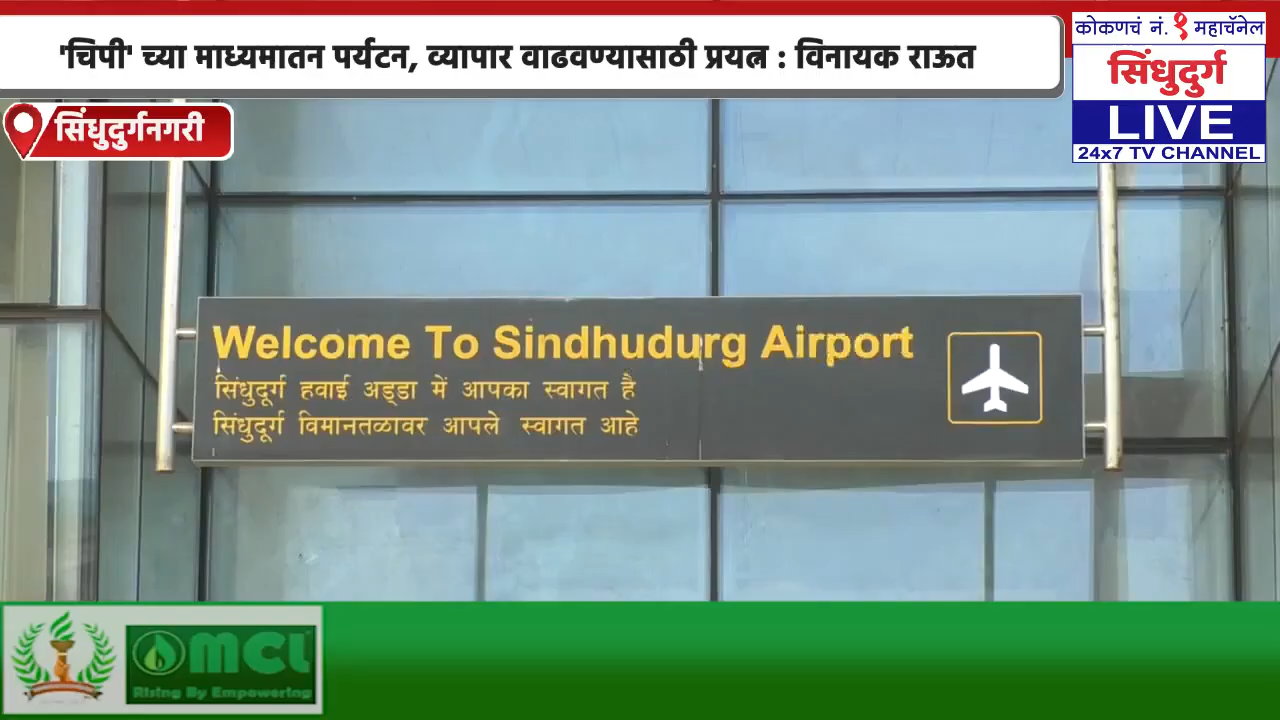 'चिपी' च्या माध्यमातन पर्यटन, व्यापार वाढवण्यासाठी प्रयत्न : विनायक राऊत
कोकणचं नं. १ महाचॅनेल
सिंधुदुर्ग
LIVE
24x7 TV CHANNEL
सिंधुदुर्गनगरी
Welcome To Sindhudurg Airport
सिंधुदूर्ग हवाई अड्डा में आपका स्वागत है
सिंधुदूर्ग विमानतळावर आपले स्वागत आहे
MCL
Rising By Empowering